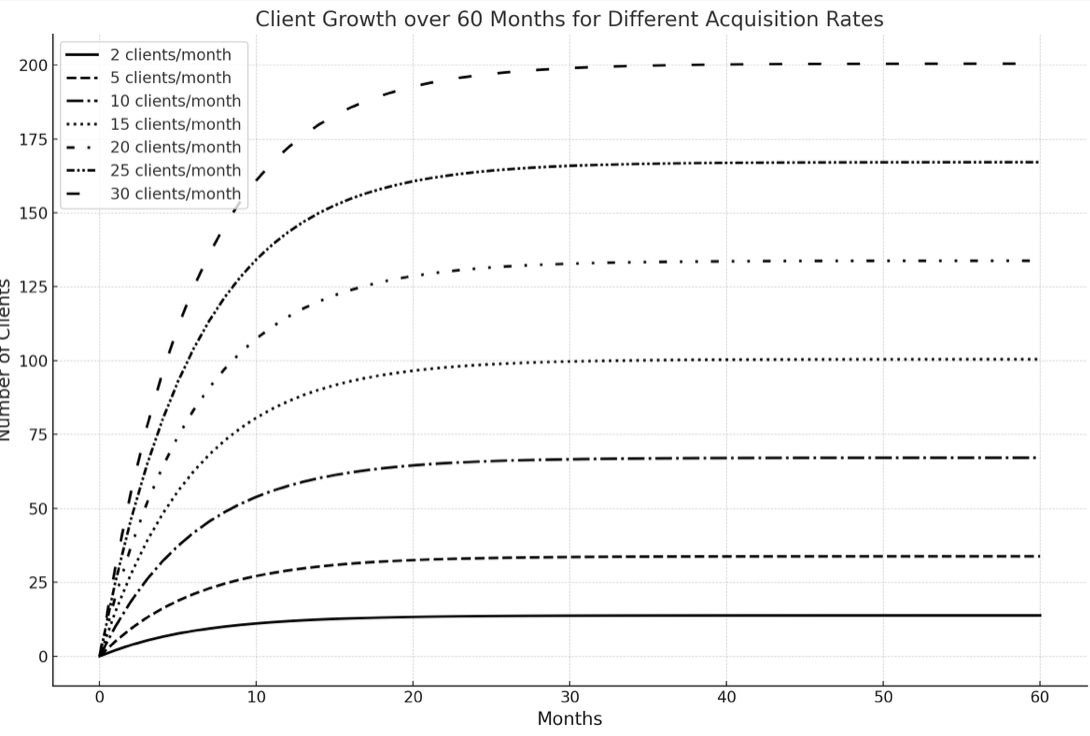 Client Growth over 60 Months for Different Acquisition Rates
2 clients/month
5 clients/month
10 clients/month
15 clients/month
20 clients/month
25 clients/month
30 clients/month
Number of Clients
200
175
150
125
100
75
50
25
0
0 10 20 30 40 50 60
Months